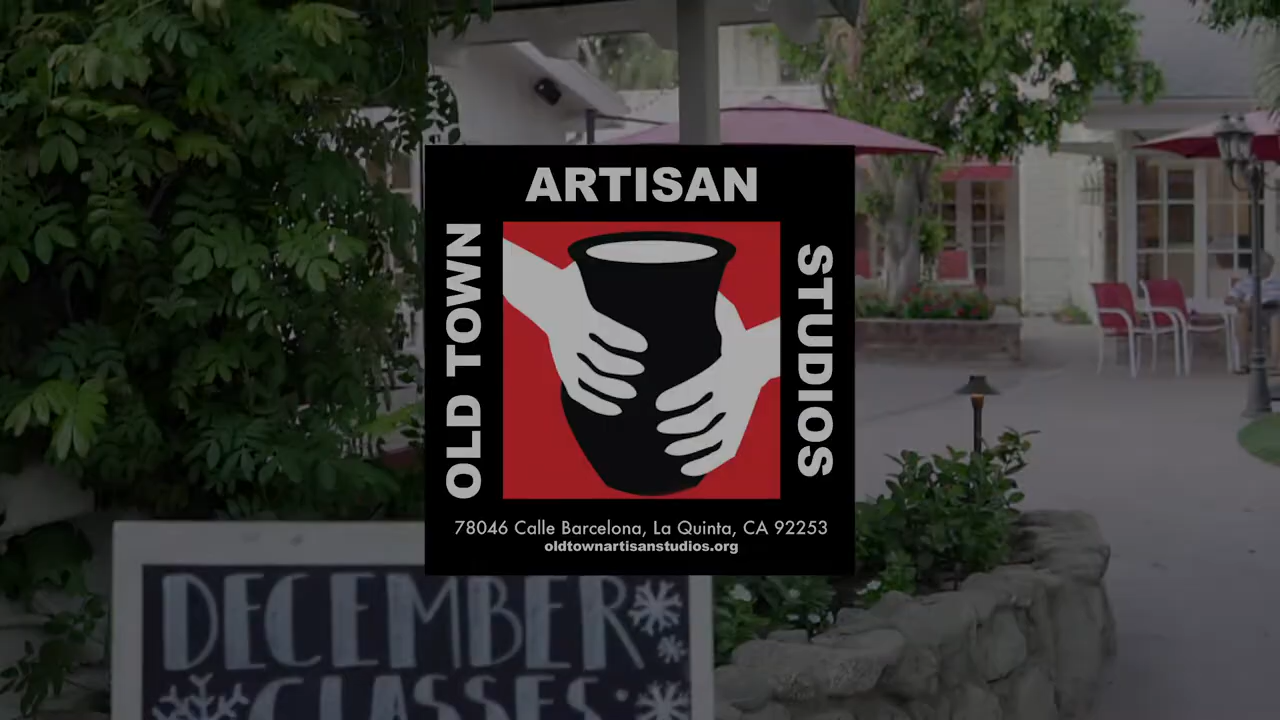 ARTISAN
OLD TOWN
STUDIOS
78046 Calle Barcelona, La Quinta, CA 92253
oldtownartisanstudios.org
DECEMBER
CLASSES